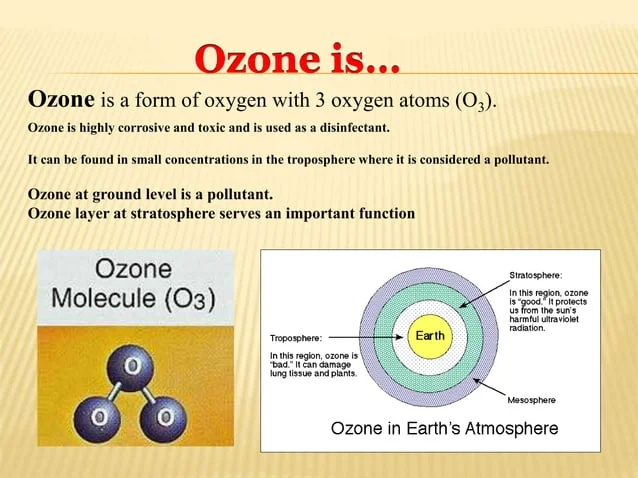 Ozone is...
Ozone is a form of oxygen with 3 oxygen atoms (O₃).
Ozone is highly corrosive and toxic and is used as a disinfectant.
It can be found in small concentrations in the troposphere where it is considered a pollutant.
Ozone at ground level is a pollutant.
Ozone layer at stratosphere serves an important function
Ozone
Molecule (O₃)
O
O
O
Stratosphere:
In this region, ozone
is “good.” It protects
us from the sun's
harmful ultraviolet
radiation.
Troposphere:
In this region, ozone is
“bad.” It can damage
lung tissue and plants.
Earth
Mesosphere
Ozone in Earth's Atmosphere